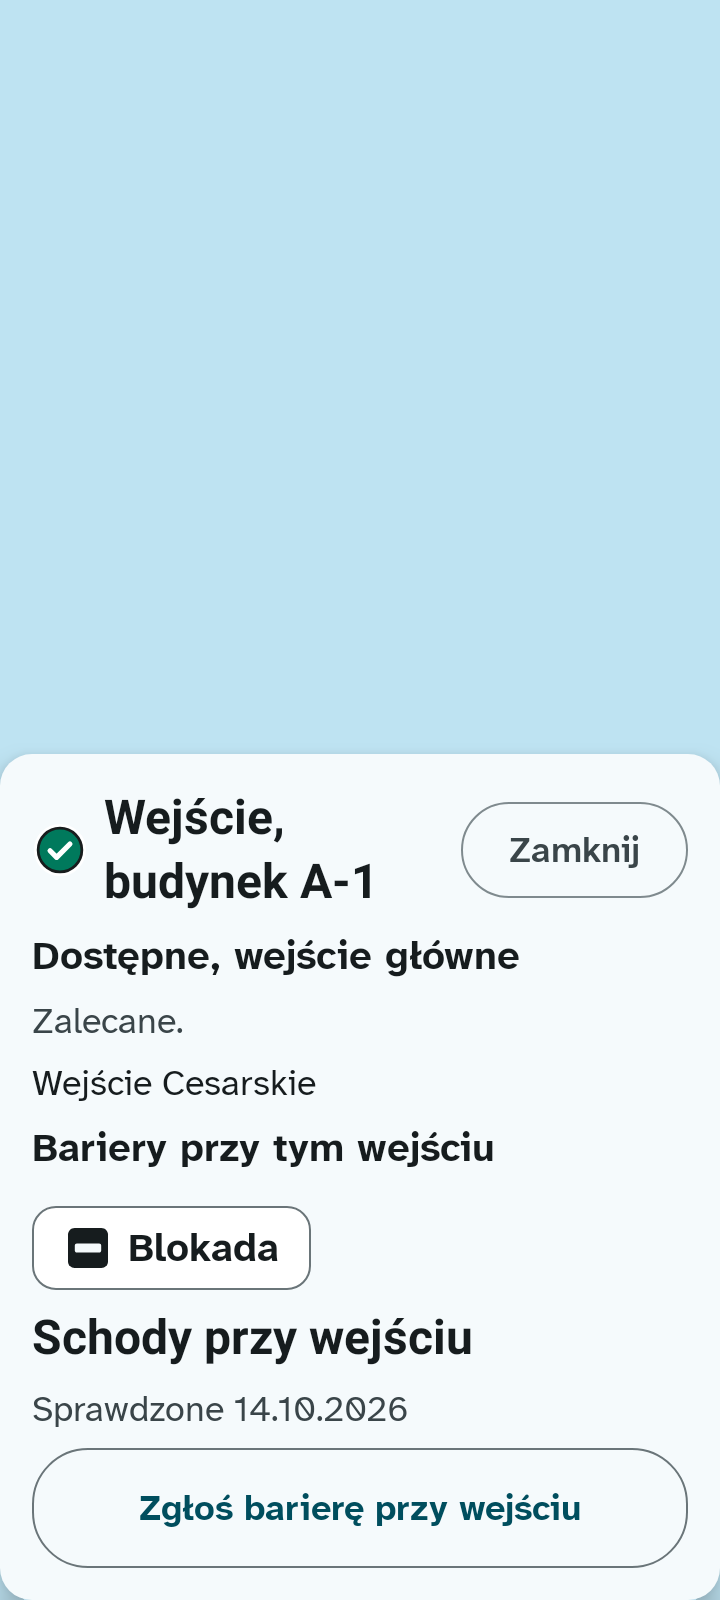 Wejście,
budynek A-1
Zamknij
Dostępne, wejście główne
Zalecane.
Wejście Cesarskie
Bariery przy tym wejściu
Blokada
Schody przy wejściu
Sprawdzone 14.10.2026
Zgłoś barierę przy wejściu